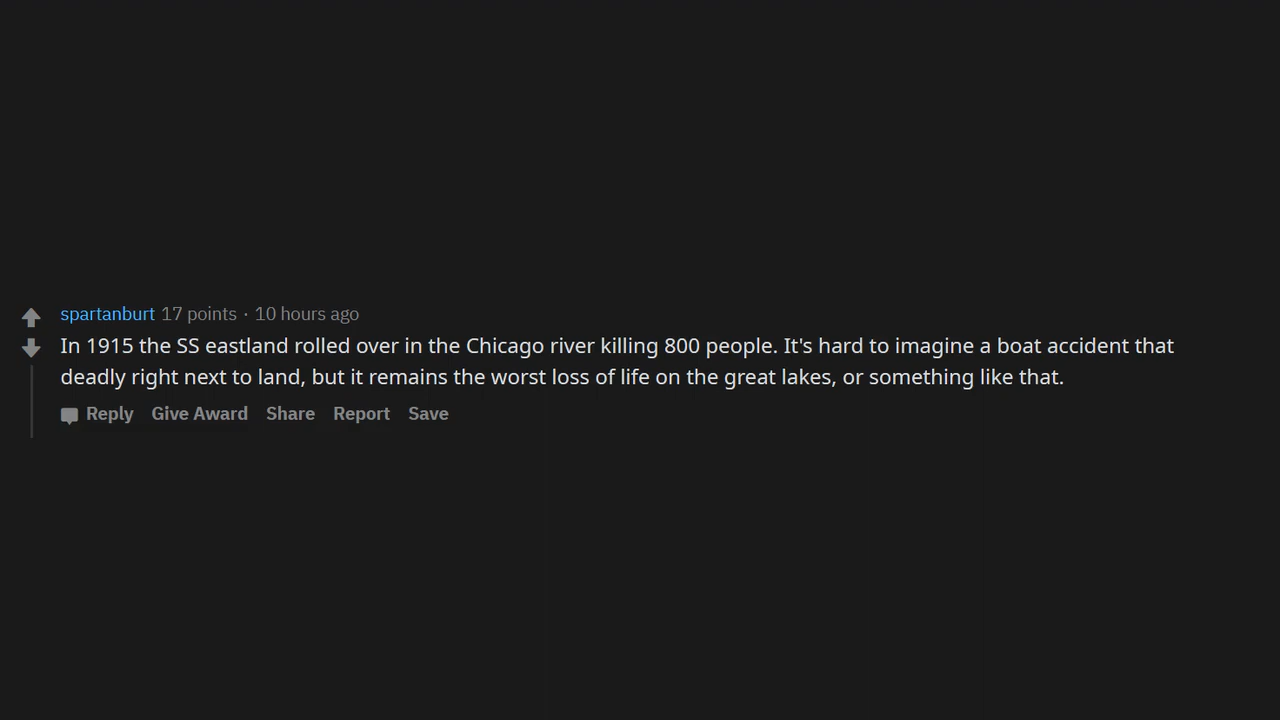 spartanburt 17 points · 10 hours ago
In 1915 the SS eastland rolled over in the Chicago river killing 800 people. It's hard to imagine a boat accident that
deadly right next to land, but it remains the worst loss of life on the great lakes, or something like that.
Reply Give Award Share Report Save